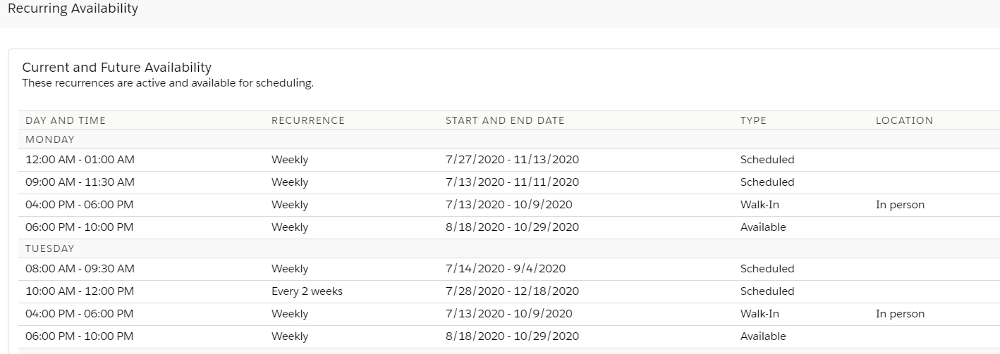 Recurring Availability
Current and Future Availability
These recurrences are active and available for scheduling.
DAY AND TIME RECURRENCE START AND END DATE TYPE LOCATION
MONDAY
12:00 AM - 01:00 AM Weekly 7/27/2020 - 11/13/2020 Scheduled
09:00 AM - 11:30 AM Weekly 7/13/2020 - 11/11/2020 Scheduled
04:00 PM - 06:00 PM Weekly 7/13/2020 - 10/9/2020 Walk-In In person
06:00 PM - 10:00 PM Weekly 8/18/2020 - 10/29/2020 Available
TUESDAY
08:00 AM - 09:30 AM Weekly 7/14/2020 - 9/4/2020 Scheduled
10:00 AM - 12:00 PM Every 2 weeks 7/28/2020 - 12/18/2020 Scheduled
04:00 PM - 06:00 PM Weekly 7/13/2020 - 10/9/2020 Walk-In In person
06:00 PM - 10:00 PM Weekly 8/18/2020 - 10/29/2020 Available